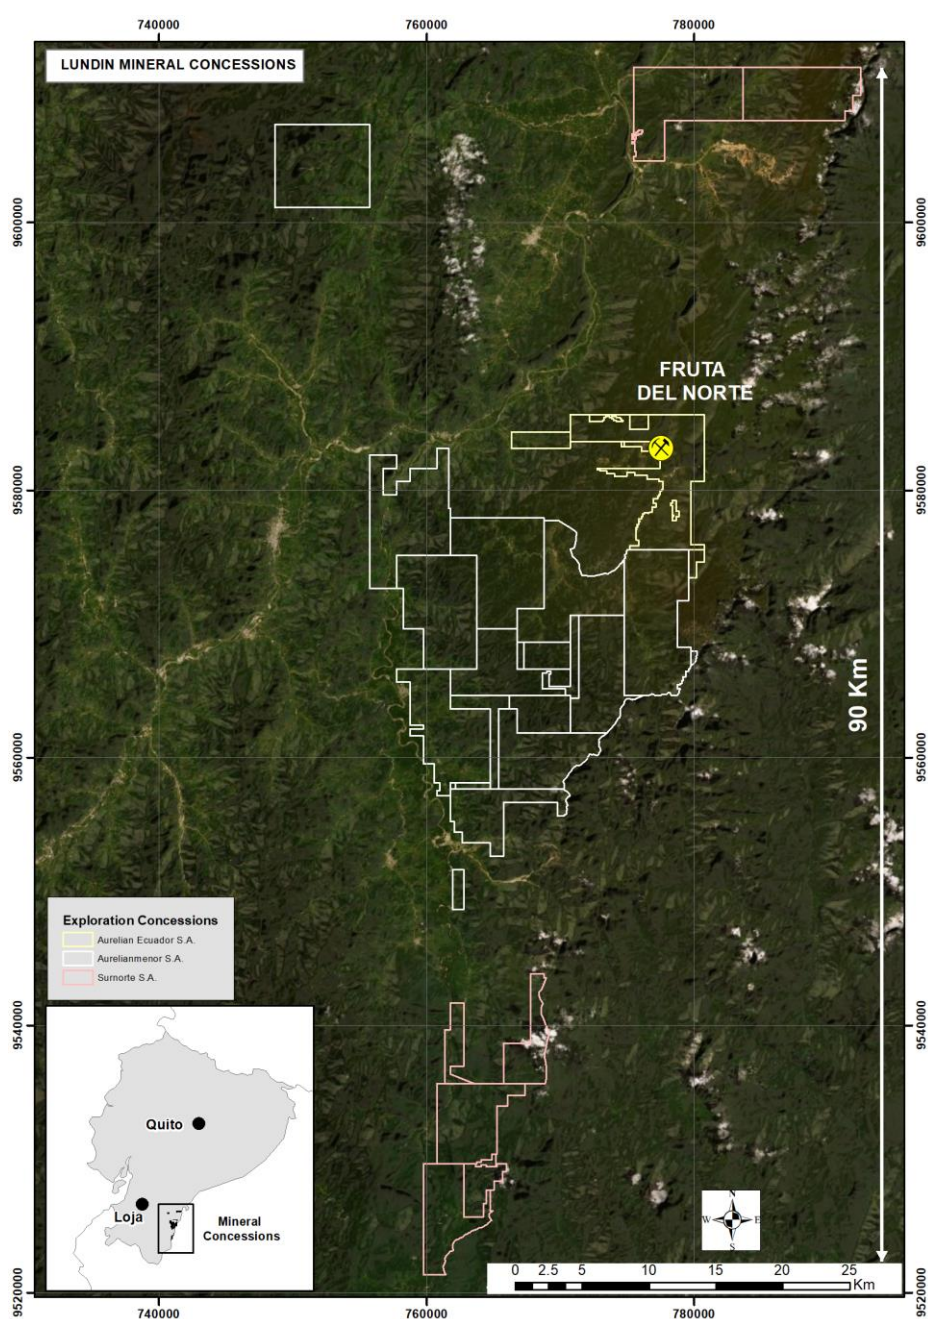 740000 760000 780000
LUNDIN MINERAL CONCESSIONS
9600000 9600000
FRUTA
DEL NORTE
9580000 9580000
90 Km
9560000 9560000
Exploration Concessions
Aurelian Ecuador S.A.
Aurelianmenor S.A.
Surnorte S.A.
9540000 9540000
Quito
Loja
Mineral
Concessions
N
W E
S
0 2.5 5 10 15 20 25
Km
9520000 9520000
740000 760000 780000